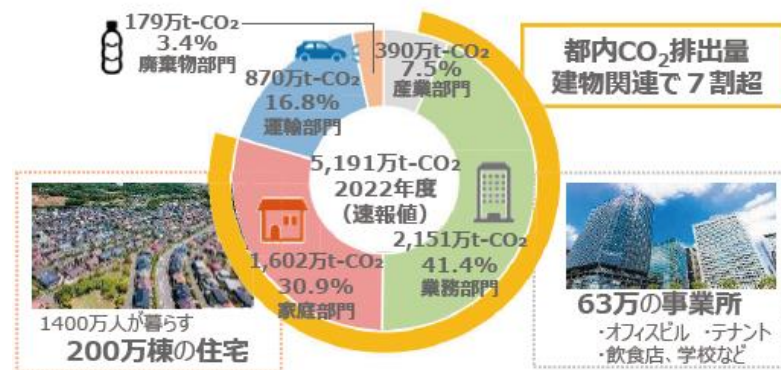 179万t-CO₂
3.4%
廃棄物部門
390万t-CO₂
7.5%
産業部門
都内CO₂排出量
建物関連で7割超
870万t-CO₂
16.8%
運輸部門
5,191万t-CO₂
2022年度
（速報値）
2,151万t-CO₂
41.4%
業務部門
1,602万t-CO₂
30.9%
家庭部門
1400万人が暮らす
200万棟の住宅
63万の事業所
・オフィスビル ・テナント
・飲食店、学校など